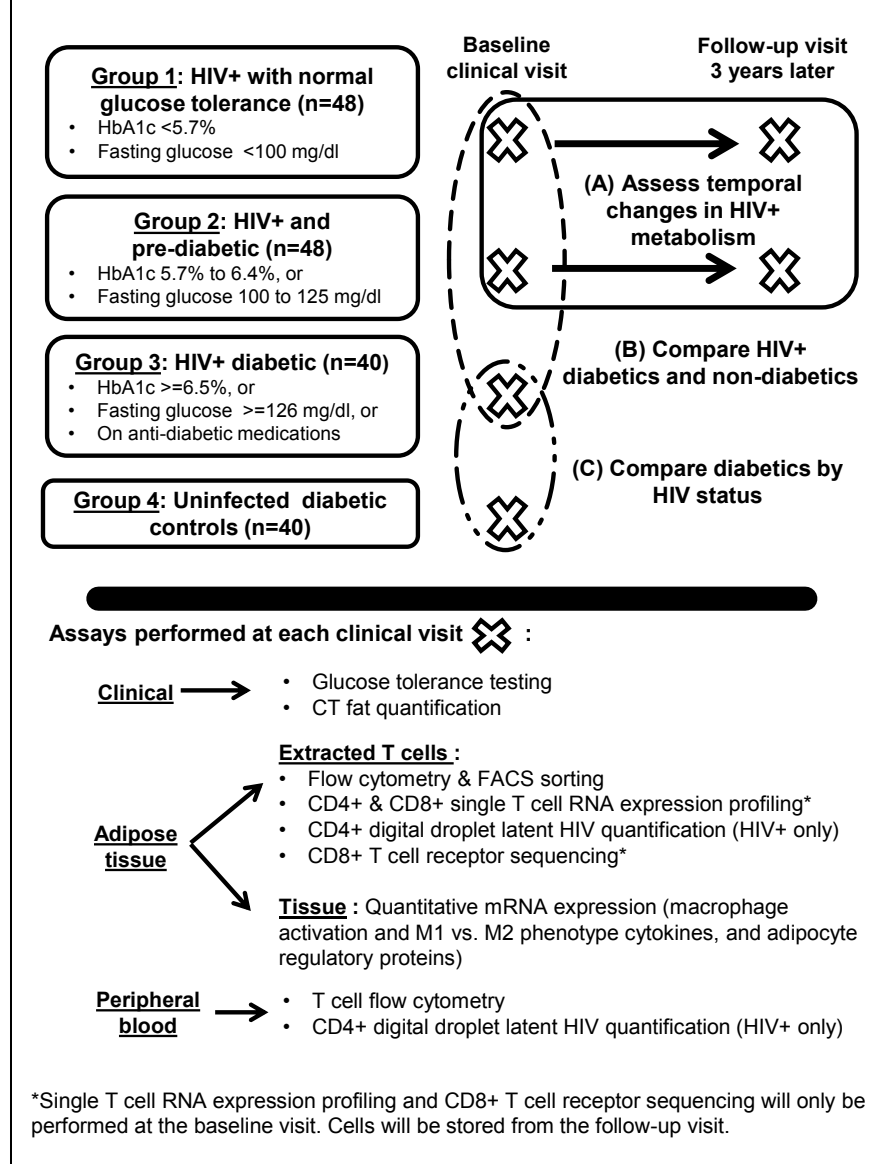 Group 1: HIV+ with normal
glucose tolerance (n=48)
• HbA1c <5.7%
• Fasting glucose <100 mg/dl
Group 2: HIV+ and
pre-diabetic (n=48)
• HbA1c 5.7% to 6.4%, or
• Fasting glucose 100 to 125 mg/dl
Group 3: HIV+ diabetic (n=40)
• HbA1c >=6.5%, or
• Fasting glucose >=126 mg/dl, or
• On anti-diabetic medications
Group 4: Uninfected diabetic
controls (n=40)
Baseline
clinical visit
Follow-up visit
3 years later
(A) Assess temporal
changes in HIV+
metabolism
(B) Compare HIV+
diabetics and non-diabetics
(C) Compare diabetics by
HIV status
Assays performed at each clinical visit :
Clinical
• Glucose tolerance testing
• CT fat quantification
Adipose
tissue
Extracted T cells :
• Flow cytometry & FACS sorting
• CD4+ & CD8+ single T cell RNA expression profiling*
• CD4+ digital droplet latent HIV quantification (HIV+ only)
• CD8+ T cell receptor sequencing*
Tissue : Quantitative mRNA expression (macrophage
activation and M1 vs. M2 phenotype cytokines, and adipocyte
regulatory proteins)
Peripheral
blood
• T cell flow cytometry
• CD4+ digital droplet latent HIV quantification (HIV+ only)
*Single T cell RNA expression profiling and CD8+ T cell receptor sequencing will only be
performed at the baseline visit. Cells will be stored from the follow-up visit.